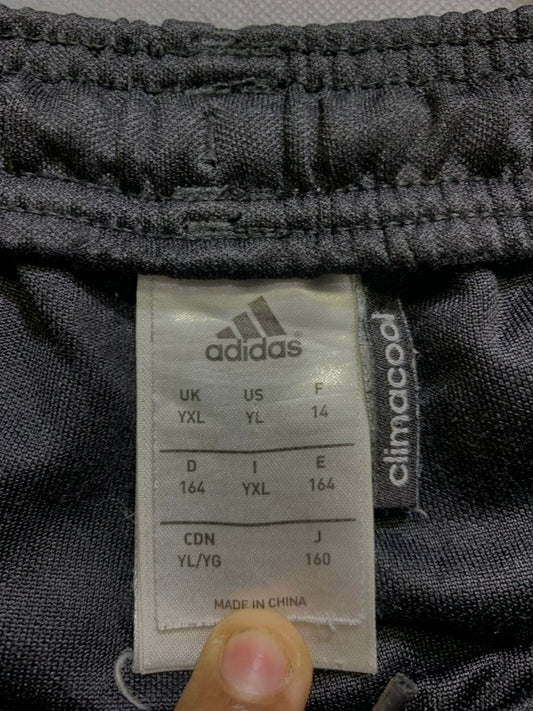 adidas
UK US F
YXL YL 14
D I E
164 YXL 164
CDN J
YL/YG 160
MADE IN CHINA
climacool